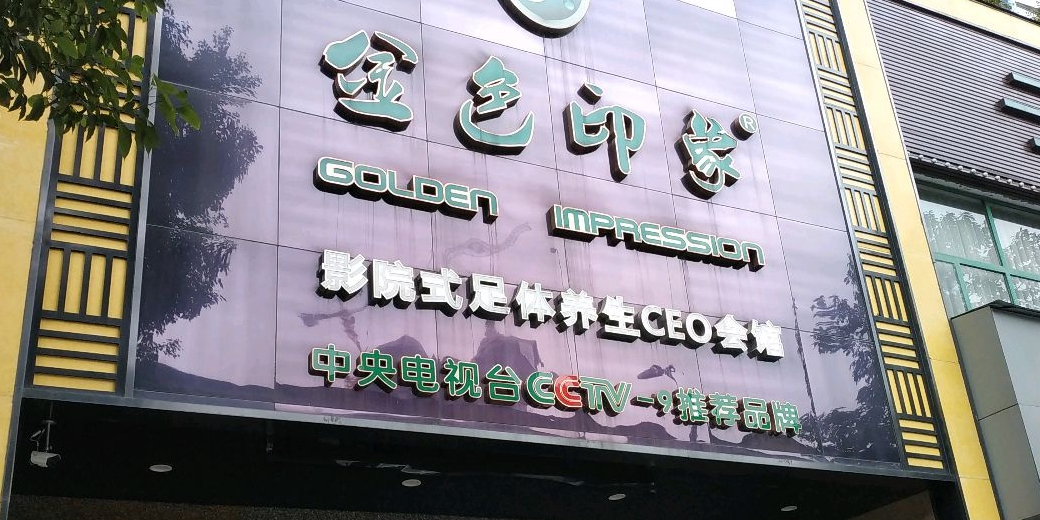 金色印象®
GOLDEN IMPRESSION
影院式足体养生CEO会馆
中央电视台CCTV-9推荐品牌